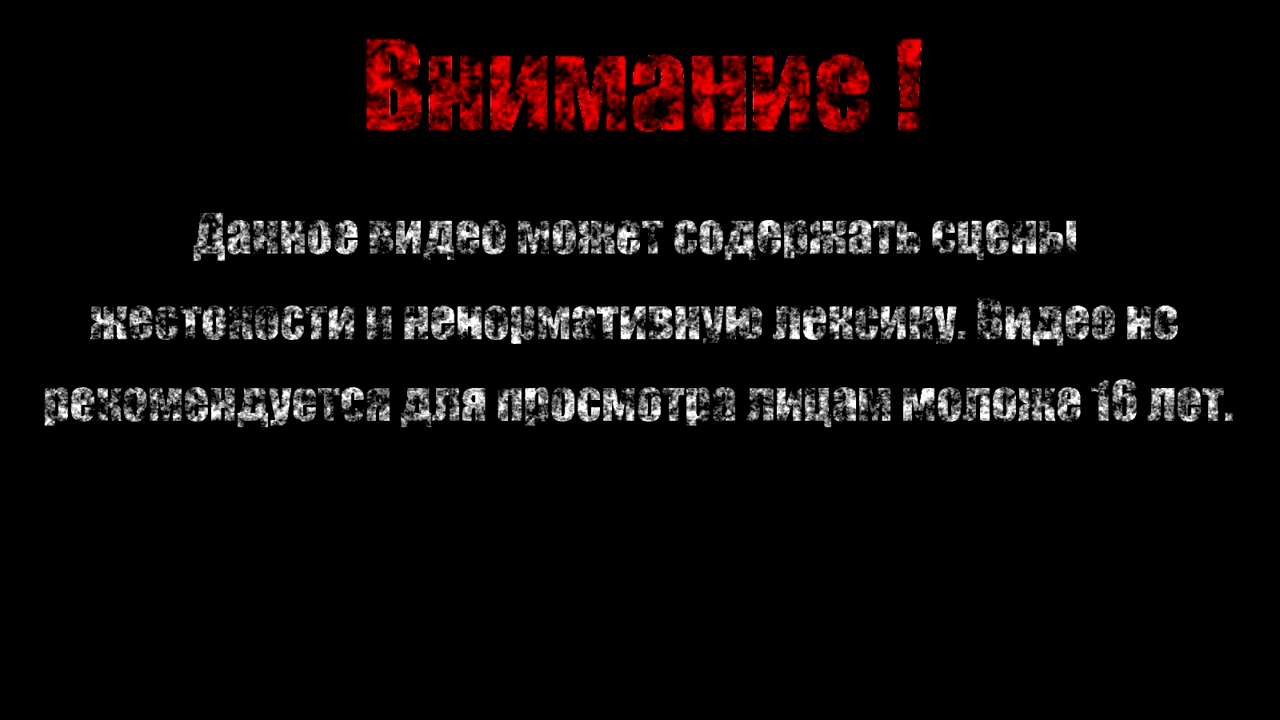 Внимание !
Данное видео может содержать сцены
жестокости и ненормативную лексику. Видео не
рекомендуется для просмотра лицам моложе 16 лет.